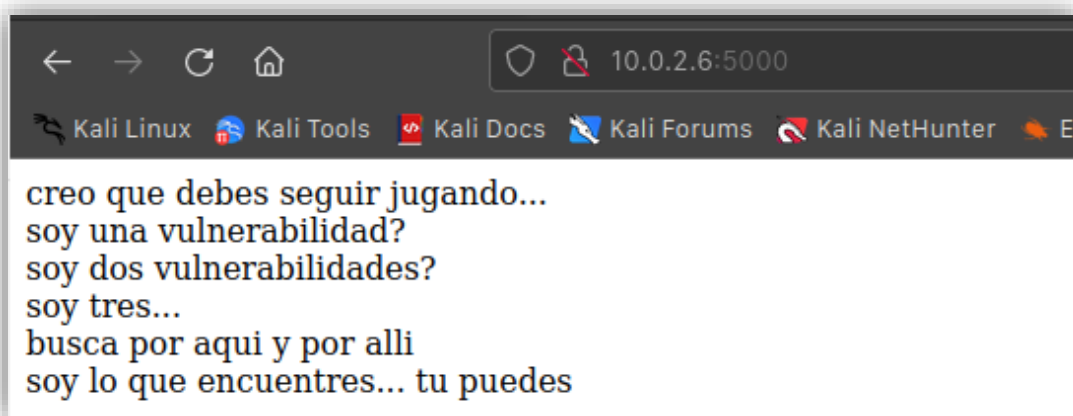 10.0.2.6:5000
Kali Linux Kali Tools Kali Docs Kali Forums Kali NetHunter E
creo que debes seguir jugando...
soy una vulnerabilidad?
soy dos vulnerabilidades?
soy tres...
busca por aqui y por alli
soy lo que encuentres... tu puedes